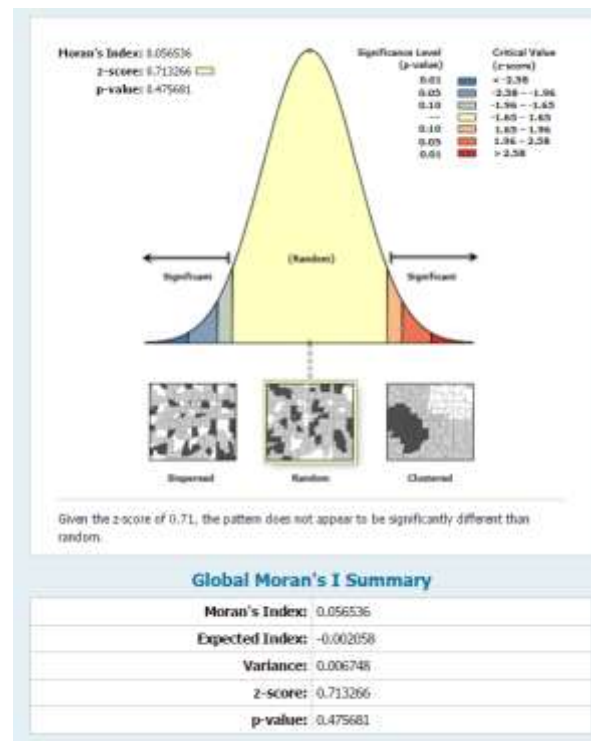 Moran's Index: 0.056536
z-score: 0.713266
p-value: 0.475681
Significance Level
(p-value)
Critical Value
(z-score)
0.01 < -2.58
0.05 -2.58 - -1.96
0.10 -1.96 - -1.65
--- -1.65 - 1.65
0.10 1.65 - 1.96
0.05 1.96 - 2.58
0.01 > 2.58
Significant
(Random)
Significant
Dispersed
Random
Clustered
Given the z-score of 0.71, the pattern does not appear to be significantly different than
random.
Global Moran's I Summary
Moran's Index: 0.056536
Expected Index: -0.002058
Variance: 0.006748
z-score: 0.713266
p-value: 0.475681